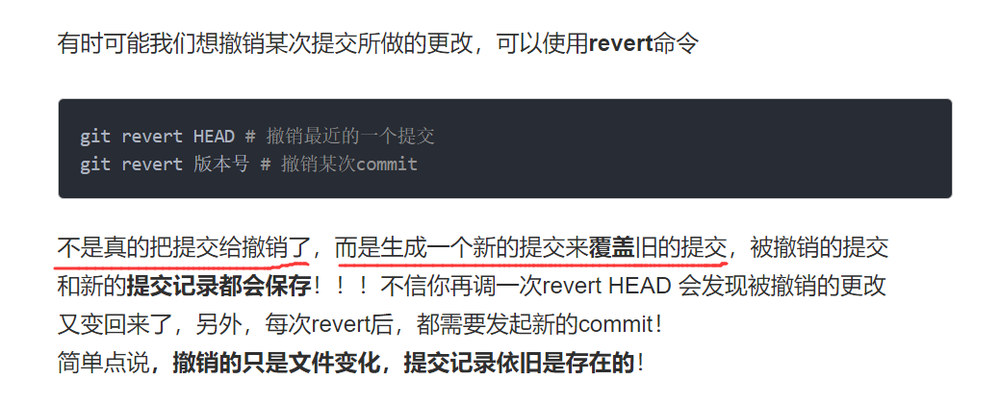 有时可能我们想撤销某次提交所做的更改，可以使用revert命令
git revert HEAD # 撤销最近的一个提交
git revert 版本号 # 撤销某次commit
不是真的把提交给撤销了，而是生成一个新的提交来覆盖旧的提交，被撤销的提交
和新的提交记录都会保存！！！不信你再调一次revert HEAD 会发现被撤销的更改
又变回来了，另外，每次revert后，都需要发起新的commit！
简单点说，撤销的只是文件变化，提交记录依旧是存在的！